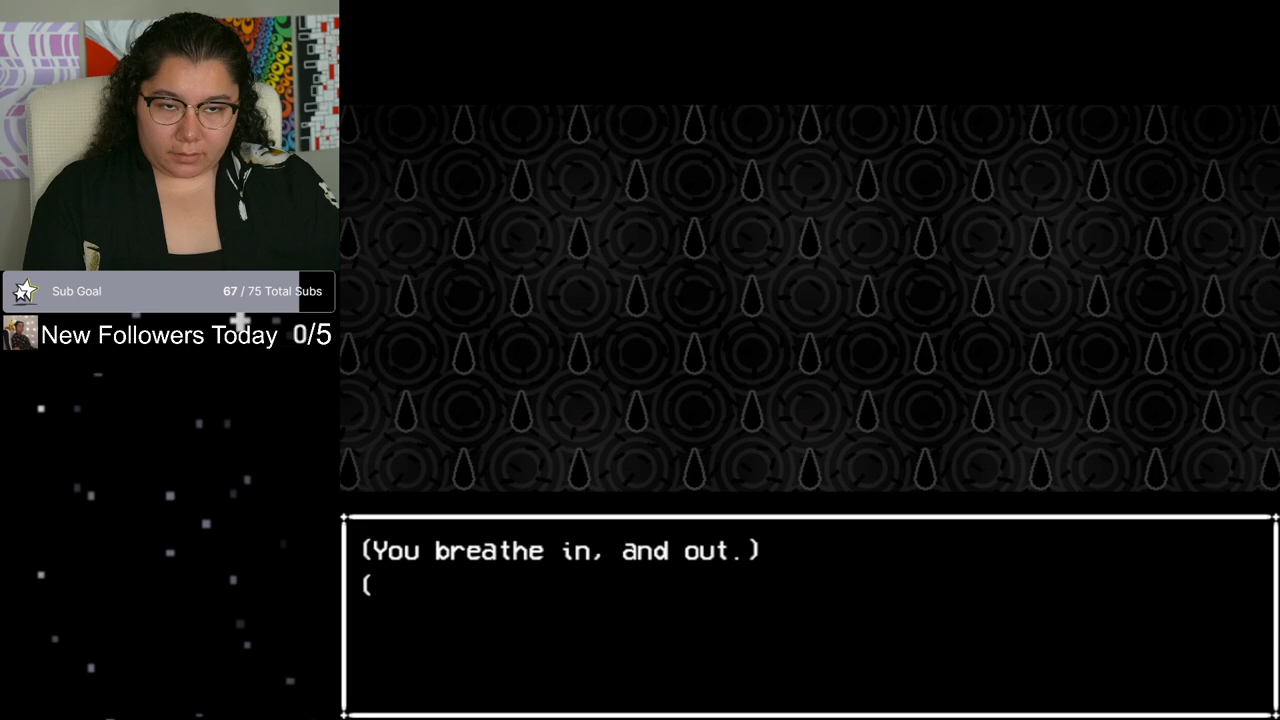 Sub Goal
67 / 75 Total Subs
New Followers Today 0/5
(You breathe in, and out.)
(